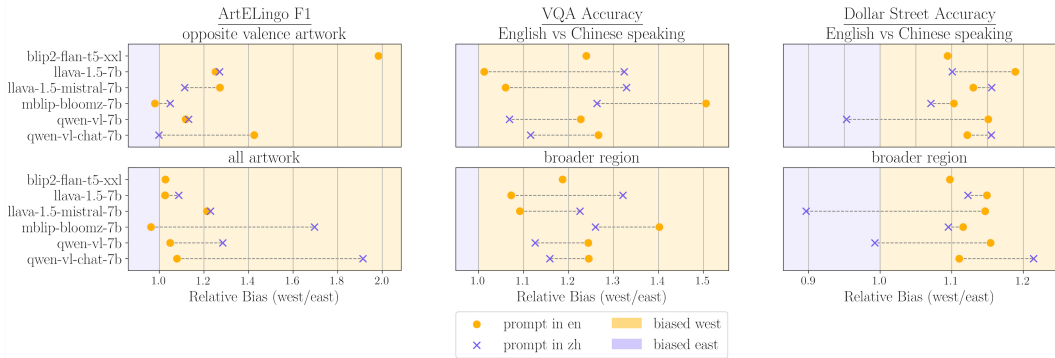 ArtELingo F1
opposite valence artwork
VQA Accuracy
English vs Chinese speaking
Dollar Street Accuracy
English vs Chinese speaking
blip2-flan-t5-xxl
llava-1.5-7b
llava-1.5-mistral-7b
mblip-bloomz-7b
qwen-vl-7b
qwen-vl-chat-7b
all artwork
broader region
broader region
blip2-flan-t5-xxl
llava-1.5-7b
llava-1.5-mistral-7b
mblip-bloomz-7b
qwen-vl-7b
qwen-vl-chat-7b
1.0 1.2 1.4 1.6 1.8 2.0
Relative Bias (west/east)
1.0 1.1 1.2 1.3 1.4 1.5
Relative Bias (west/east)
0.9 1.0 1.1 1.2
Relative Bias (west/east)
prompt in en
prompt in zh
biased west
biased east